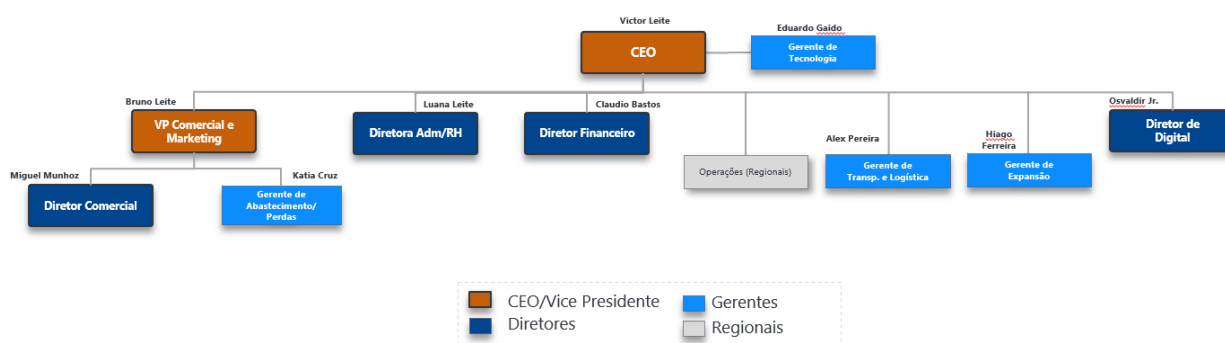 Victor Leite
CEO
Eduardo Gaido
Gerente de
Tecnologia
Bruno Leite
VP Comercial e
Marketing
Luana Leite
Diretora Adm/RH
Claudio Bastos
Diretor Financeiro
Operações (Regionais)
Alex Pereira
Gerente de
Transp. e Logística
Hiago
Ferreira
Gerente de
Expansão
Osvaldir Jr.
Diretor de
Digital
Miguel Munhoz
Diretor Comercial
Katia Cruz
Gerente de
Abastecimento/
Perdas
CEO/Vice Presidente
Gerentes
Diretores
Regionais